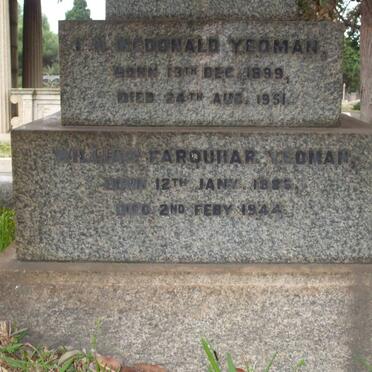 McDONALD YEOMAN,
BORN 13TH DEC. 1899,
DIED 24TH AUG. 1951.
WILLIAM FARQUHAR YEOMAN,
BORN 12TH JANY. 1885,
DIED 2ND FEBY 1944.